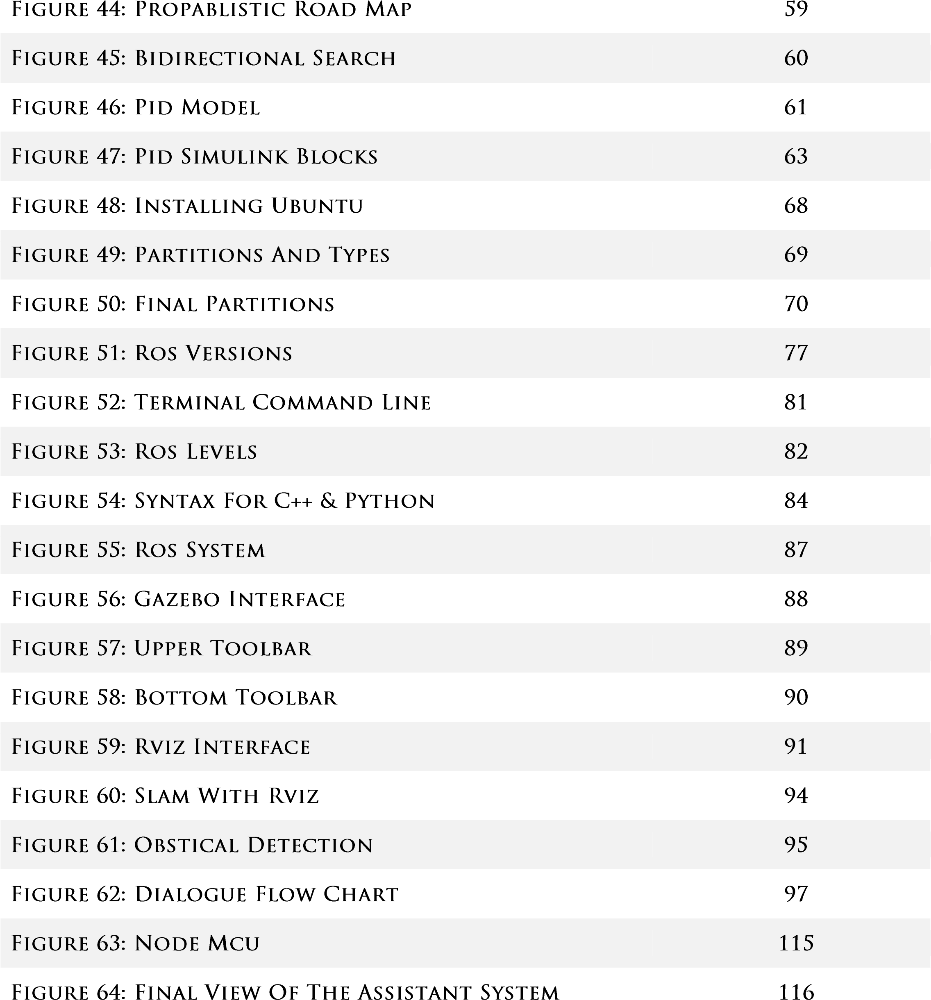 Figure 44: Propablistic Road Map 59
Figure 45: Bidirectional Search 60
Figure 46: Pid Model 61
Figure 47: Pid Simulink Blocks 63
Figure 48: Installing Ubuntu 68
Figure 49: Partitions And Types 69
Figure 50: Final Partitions 70
Figure 51: Ros Versions 77
Figure 52: Terminal Command Line 81
Figure 53: Ros Levels 82
Figure 54: Syntax For C++ & Python 84
Figure 55: Ros System 87
Figure 56: Gazebo Interface 88
Figure 57: Upper Toolbar 89
Figure 58: Bottom Toolbar 90
Figure 59: Rviz Interface 91
Figure 60: Slam With Rviz 94
Figure 61: Obstical Detection 95
Figure 62: Dialogue Flow Chart 97
Figure 63: Node Mcu 115
Figure 64: Final View Of The Assistant System 116